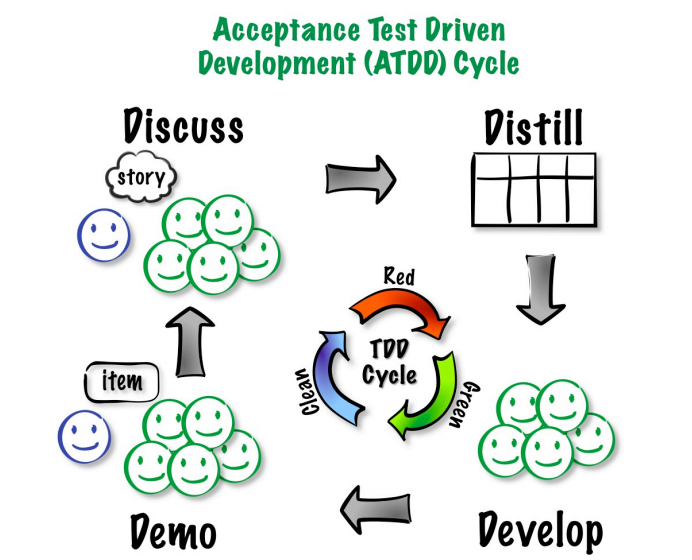 Acceptance Test Driven
Development (ATDD) Cycle
Discuss
Distill
story
Red
TDD
Cycle
Clean
Green
item
Demo
Develop